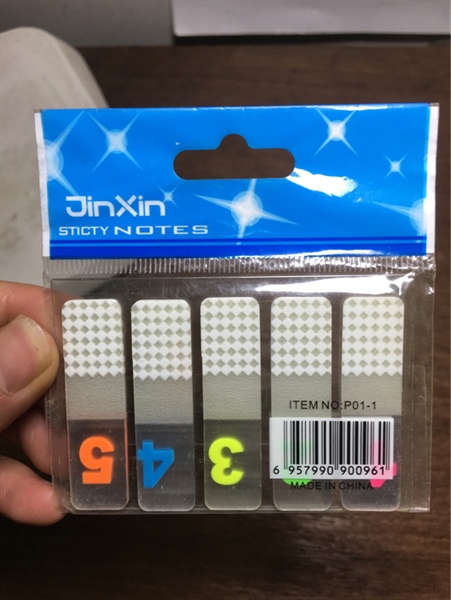 JinXin
STICTY NOTES
ITEM NO:P01-1
5 4 3
6 957990 900961
MADE IN CHINA